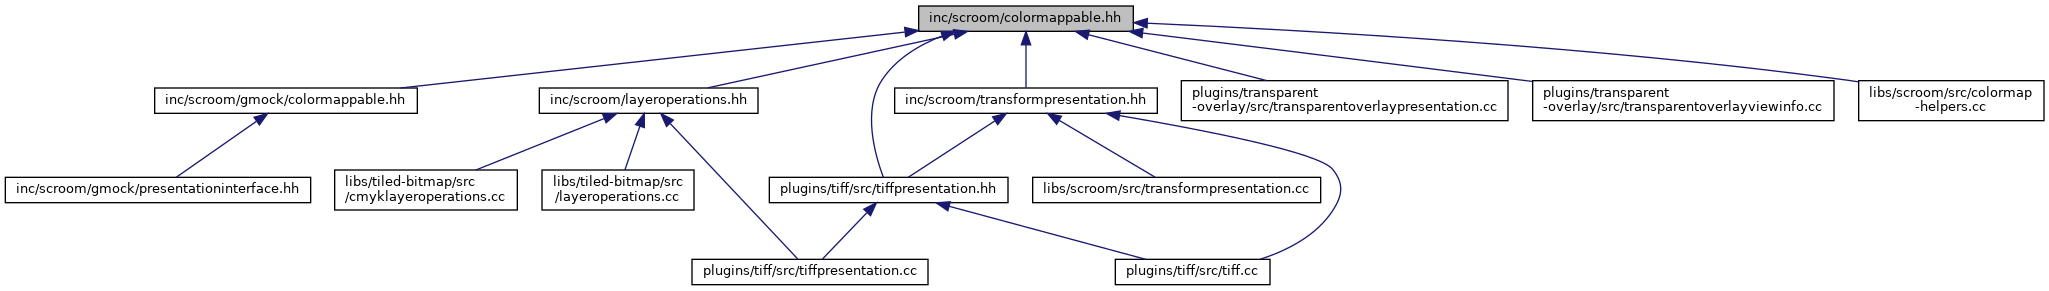 inc/scroom/colormappable.hh
inc/scroom/gmock/colormappable.hh
inc/scroom/layeroperations.hh
inc/scroom/transformpresentation.hh
plugins/transparent
-overlay/src/transparentoverlaypresentation.cc
plugins/transparent
-overlay/src/transparentoverlayviewinfo.cc
libs/scroom/src/colormap
-helpers.cc
inc/scroom/gmock/presentationinterface.hh
libs/tiled-bitmap/src
/cmyklayeroperations.cc
libs/tiled-bitmap/src
/layeroperations.cc
plugins/tiff/src/tiffpresentation.hh
libs/scroom/src/transformpresentation.cc
plugins/tiff/src/tiffpresentation.cc
plugins/tiff/src/tiff.cc